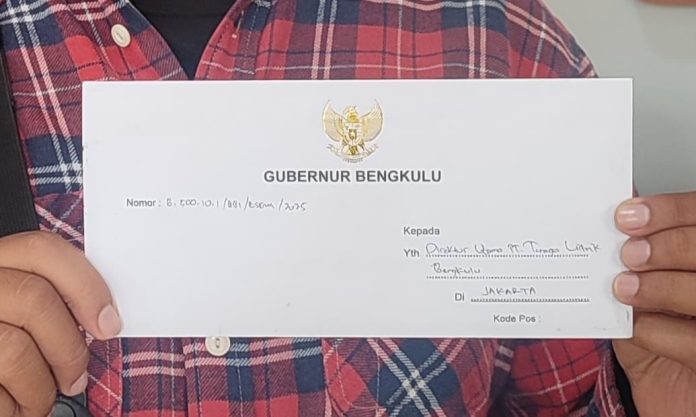 GUBERNUR BENGKULU
Nomor : B.500.10.1/881/ESDM/2025
Kepada
Yth Direktur Utama PT. Tenaga Listrik
Bengkulu
Di JAKARTA
Kode Pos :